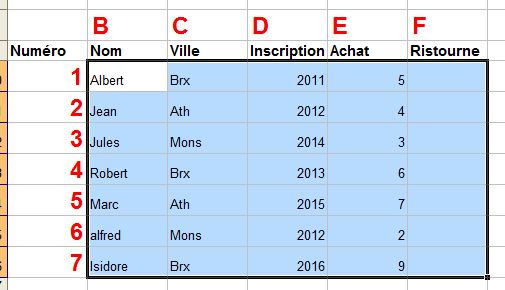 B C D E F
Numéro Nom Ville Inscription Achat Ristourne
1 Albert Brx 2011 5
2 Jean Ath 2012 4
3 Jules Mons 2014 3
4 Robert Brx 2013 6
5 Marc Ath 2015 7
6 alfred Mons 2012 2
7 Isidore Brx 2016 9